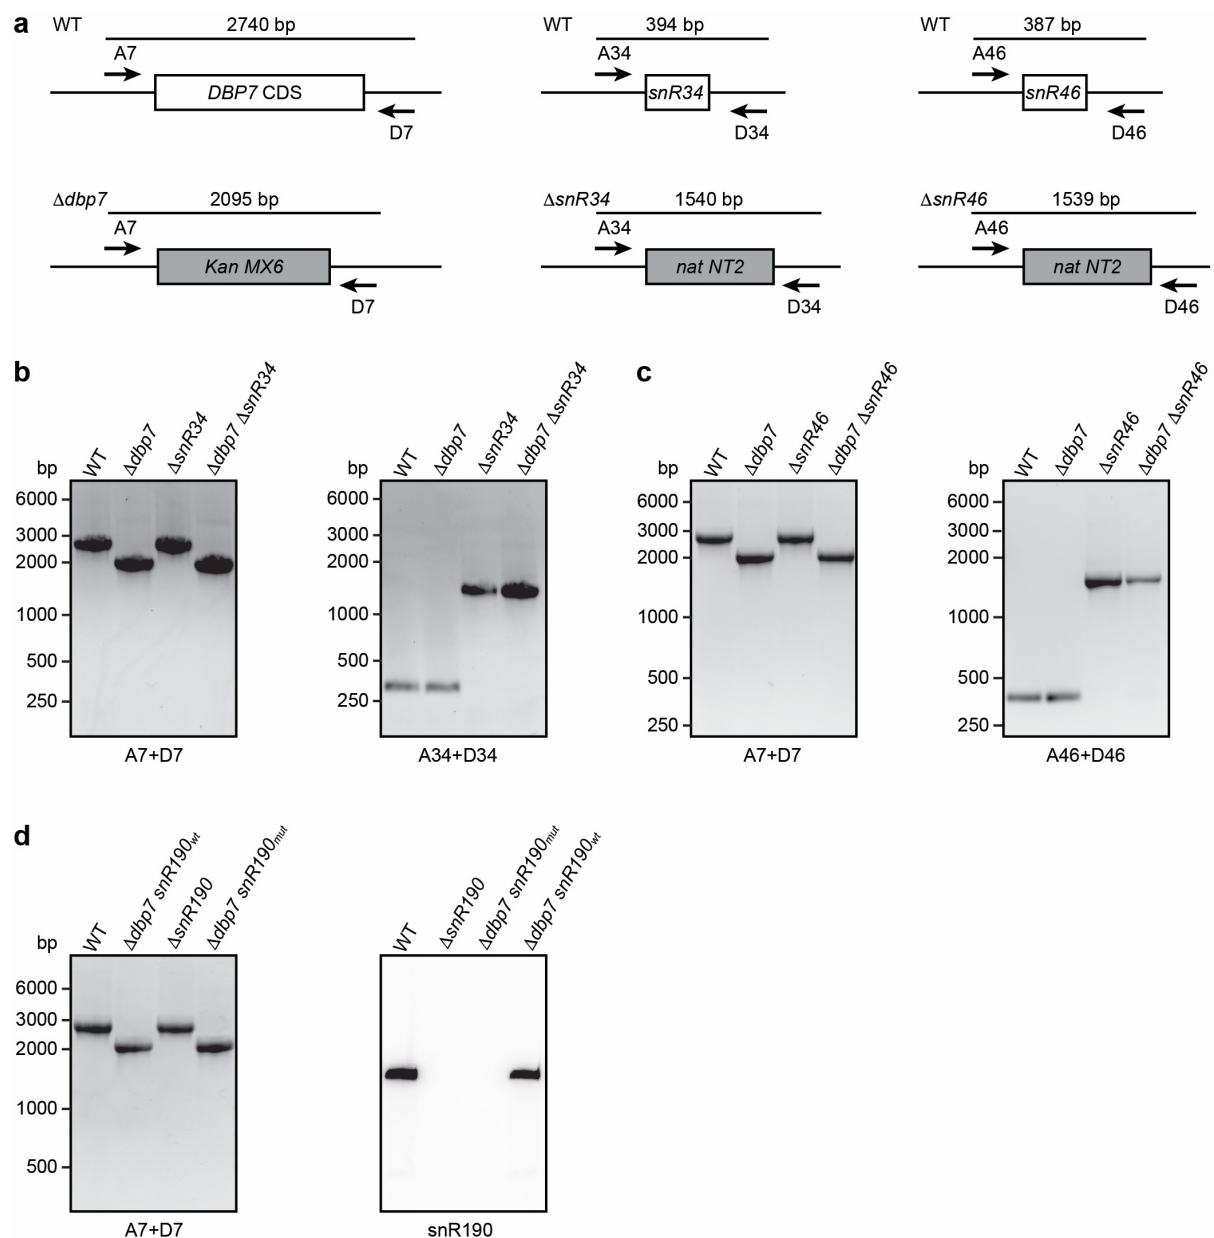 a
WT 2740 bp WT 394 bp WT 387 bp
A7 A34 A46
DBP7 CDS snR34 snR46
D7 D34 D46
Δdbp7 2095 bp ΔsnR34 1540 bp ΔsnR46 1539 bp
A7 A34 A46
Kan MX6 nat NT2 nat NT2
D7 D34 D46
b
bp WT Δdbp7 ΔsnR34 Δdbp7 ΔsnR34
6000
3000
2000
1000
500
250
A7+D7
bp WT Δdbp7 ΔsnR34 Δdbp7 ΔsnR34
6000
3000
2000
1000
500
250
A34+D34
c
bp WT Δdbp7 ΔsnR46 Δdbp7 ΔsnR46
6000
3000
2000
1000
500
250
A7+D7
bp WT Δdbp7 ΔsnR46 Δdbp7 ΔsnR46
6000
3000
2000
1000
500
250
A46+D46
d
bp WT Δdbp7 snR190wt ΔsnR190 Δdbp7 snR190mut
6000
3000
2000
1000
500
A7+D7
WT ΔsnR190 Δdbp7 snR190mut Δdbp7 snR190wt
snR190